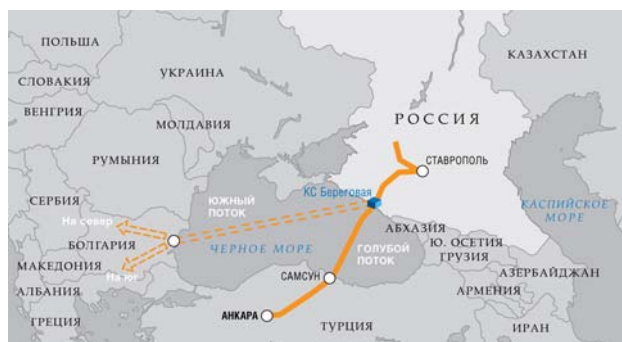 ПОЛЬША
КАЗАХСТАН
УКРАИНА
СЛОВАКИЯ
ВЕНГРИЯ
РОССИЯ
МОЛДАВИЯ
РУМЫНИЯ
СТАВРОПОЛЬ
КС Береговая
СЕРБИЯ
ЮЖНЫЙ
ПОТОК
КАСПИЙСКОЕ
МОРЕ
На север
АБХАЗИЯ
БОЛГАРИЯ
ЧЕРНОЕ МОРЕ
ГОЛУБОЙ
ПОТОК
Ю. ОСЕТИЯ
ГРУЗИЯ
МАКЕДОНИЯ
На юг
САМСУН
АЗЕРБАЙДЖАН
АЛБАНИЯ
АРМЕНИЯ
АНКАРА
ГРЕЦИЯ
ТУРЦИЯ
ИРАН